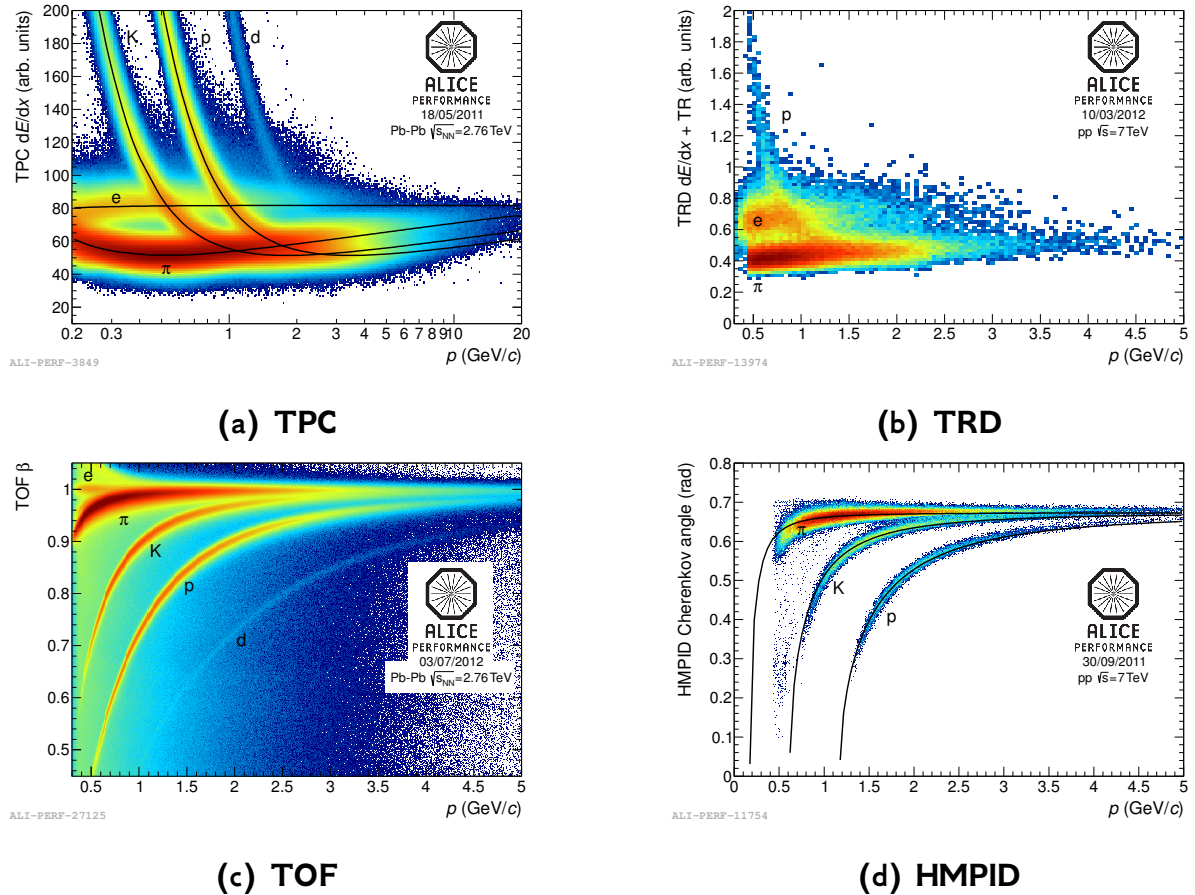 TPC dE/dx (arb. units)
200
180
160
140
120
100
80
60
40
20
K
p
d
e
π
ALICE
PERFORMANCE
18/05/2011
Pb-Pb √sNN=2.76 TeV
0.2 0.3 1 2 3 4 5 6 7 8 910 20
p (GeV/c)
ALI-PERF-3849
(a) TPC
TRD dE/dx + TR (arb. units)
2
1.8
1.6
1.4
1.2
1
0.8
0.6
0.4
0.2
0
p
e
π
ALICE
PERFORMANCE
10/03/2012
pp √s=7 TeV
0.5 1 1.5 2 2.5 3 3.5 4 4.5 5
p (GeV/c)
ALI-PERF-13974
(b) TRD
TOF β
1
0.9
0.8
0.7
0.6
0.5
e
π
K
p
d
ALICE
PERFORMANCE
03/07/2012
Pb-Pb √sNN=2.76 TeV
0.5 1 1.5 2 2.5 3 3.5 4 4.5 5
p (GeV/c)
ALI-PERF-27125
(c) TOF
HMPID Cherenkov angle (rad)
0.8
0.7
0.6
0.5
0.4
0.3
0.2
0.1
0
π
K
p
ALICE
PERFORMANCE
30/09/2011
pp √s=7 TeV
0 0.5 1 1.5 2 2.5 3 3.5 4 4.5 5
p (GeV/c)
ALI-PERF-11754
(d) HMPID